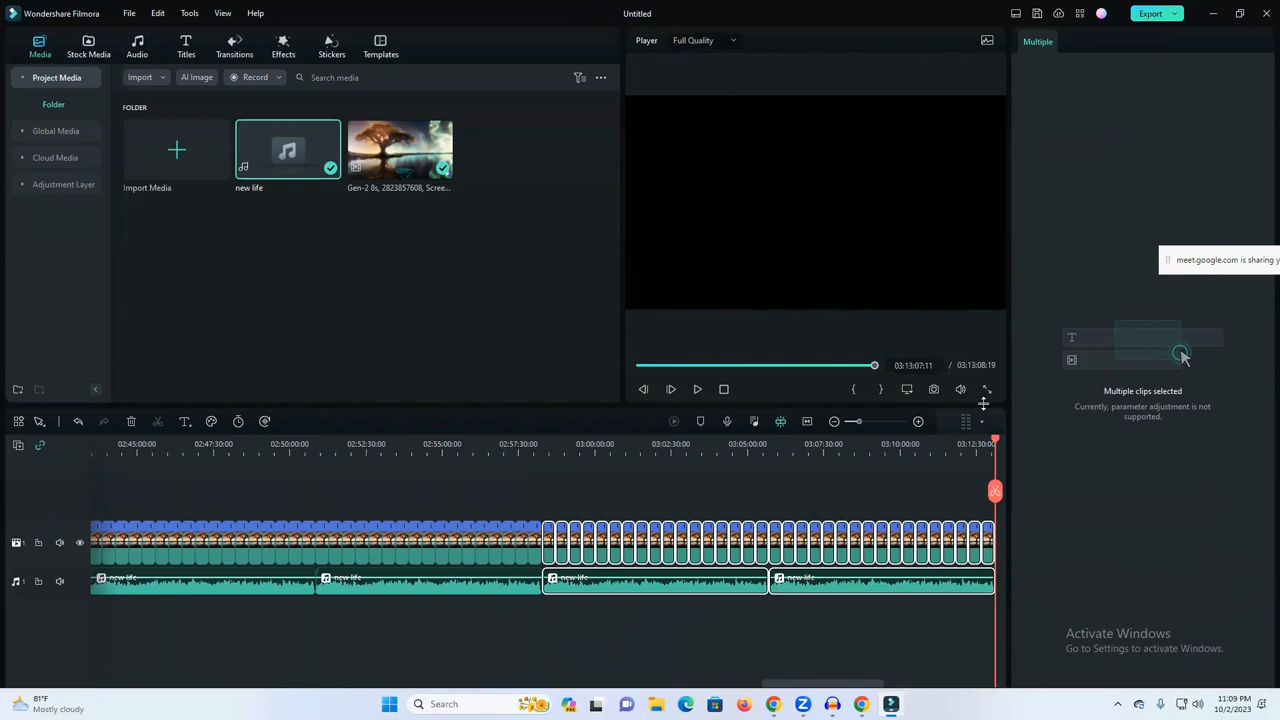 Wondershare Filmora
File
Edit
Tools
View
Help
Untitled
Export
Media
Stock Media
Audio
Titles
Transitions
Effects
Stickers
Templates
Player
Full Quality
Multiple
Project Media
Import
AI Image
Record
Search media
Folder
FOLDER
Global Media
Cloud Media
Adjustment Layer
Import Media
new life
Gen-2 8s, 2823857608, Scree...
meet.google.com is sharing y
T
Multiple clips selected
Currently, parameter adjustment is not
supported.
03:13:07:11 / 03:13:08:19
02:45:00:00
02:47:30:00
02:50:00:00
02:52:30:00
02:55:00:00
02:57:30:00
03:00:00:00
03:02:30:00
03:05:00:00
03:07:30:00
03:10:00:00
03:12:30:00
1
new life
new life
new life
new life
1
Activate Windows
Go to Settings to activate Windows.
81°F
Mostly cloudy
Search
11:09 PM
10/2/2023